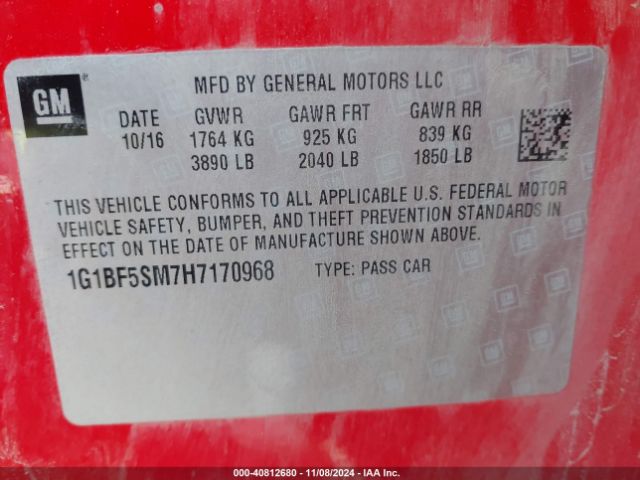 GM ®
MFD BY GENERAL MOTORS LLC
DATE GVWR GAWR FRT GAWR RR
10/16 1764 KG 925 KG 839 KG
3890 LB 2040 LB 1850 LB
THIS VEHICLE CONFORMS TO ALL APPLICABLE U.S. FEDERAL MOTOR
VEHICLE SAFETY, BUMPER, AND THEFT PREVENTION STANDARDS IN
EFFECT ON THE DATE OF MANUFACTURE SHOWN ABOVE.
1G1BF5SM7H7170968 TYPE: PASS CAR
000-40812680 - 11/08/2024 - IAA Inc.